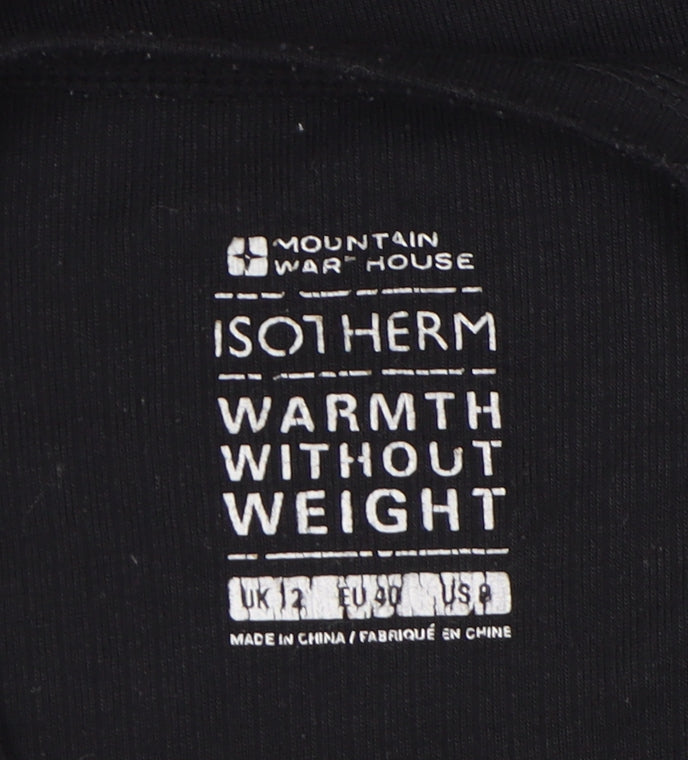 MOUNTAIN
WAREHOUSE
ISOTHERM
WARMTH
WITHOUT
WEIGHT
UK 12 EU 40 US 8
MADE IN CHINA / FABRIQUÉ EN CHINE